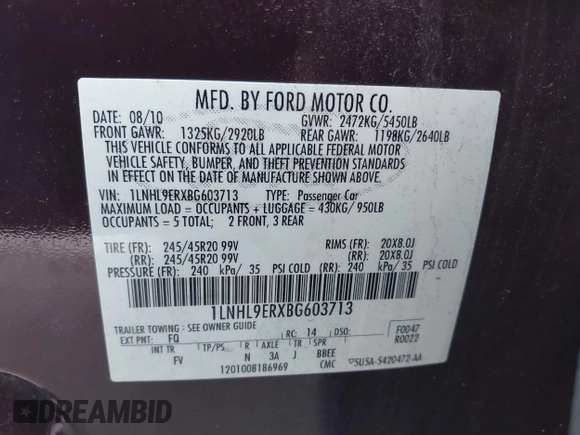 MFD. BY FORD MOTOR CO.
DATE: 08/10 GVWR: 2472KG/5450LB
FRONT GAWR: 1325KG/2920LB REAR GAWR: 1198KG/2640LB
THIS VEHICLE CONFORMS TO ALL APPLICABLE FEDERAL MOTOR
VEHICLE SAFETY, BUMPER, AND THEFT PREVENTION STANDARDS
IN EFFECT ON THE DATE OF MANUFACTURE SHOWN ABOVE.
VIN: 1LNHL9ERXBG603713 TYPE: Passenger Car
MAXIMUM LOAD = OCCUPANTS + LUGGAGE = 430KG/ 950LB
OCCUPANTS = 5 TOTAL; 2 FRONT, 3 REAR
TIRE (FR): 245/45R20 99V RIMS (FR): 20X8.0J
(RR): 245/45R20 99V (RR): 20X8.0J
PRESSURE (FR): 240 kPa/ 35 PSI COLD (RR): 240 kPa/ 35 PSI COLD
1LNHL9ERXBG603713
TRAILER TOWING: SEE OWNER GUIDE
EXT PNT: FQ RC: 14 DSO: F0047
R0022
INT TR TP/PS R AXLE TR SPR
FV N 3A J BBEE
1201008186969 CMC 5U5A-5420472-AA
DREAMBID